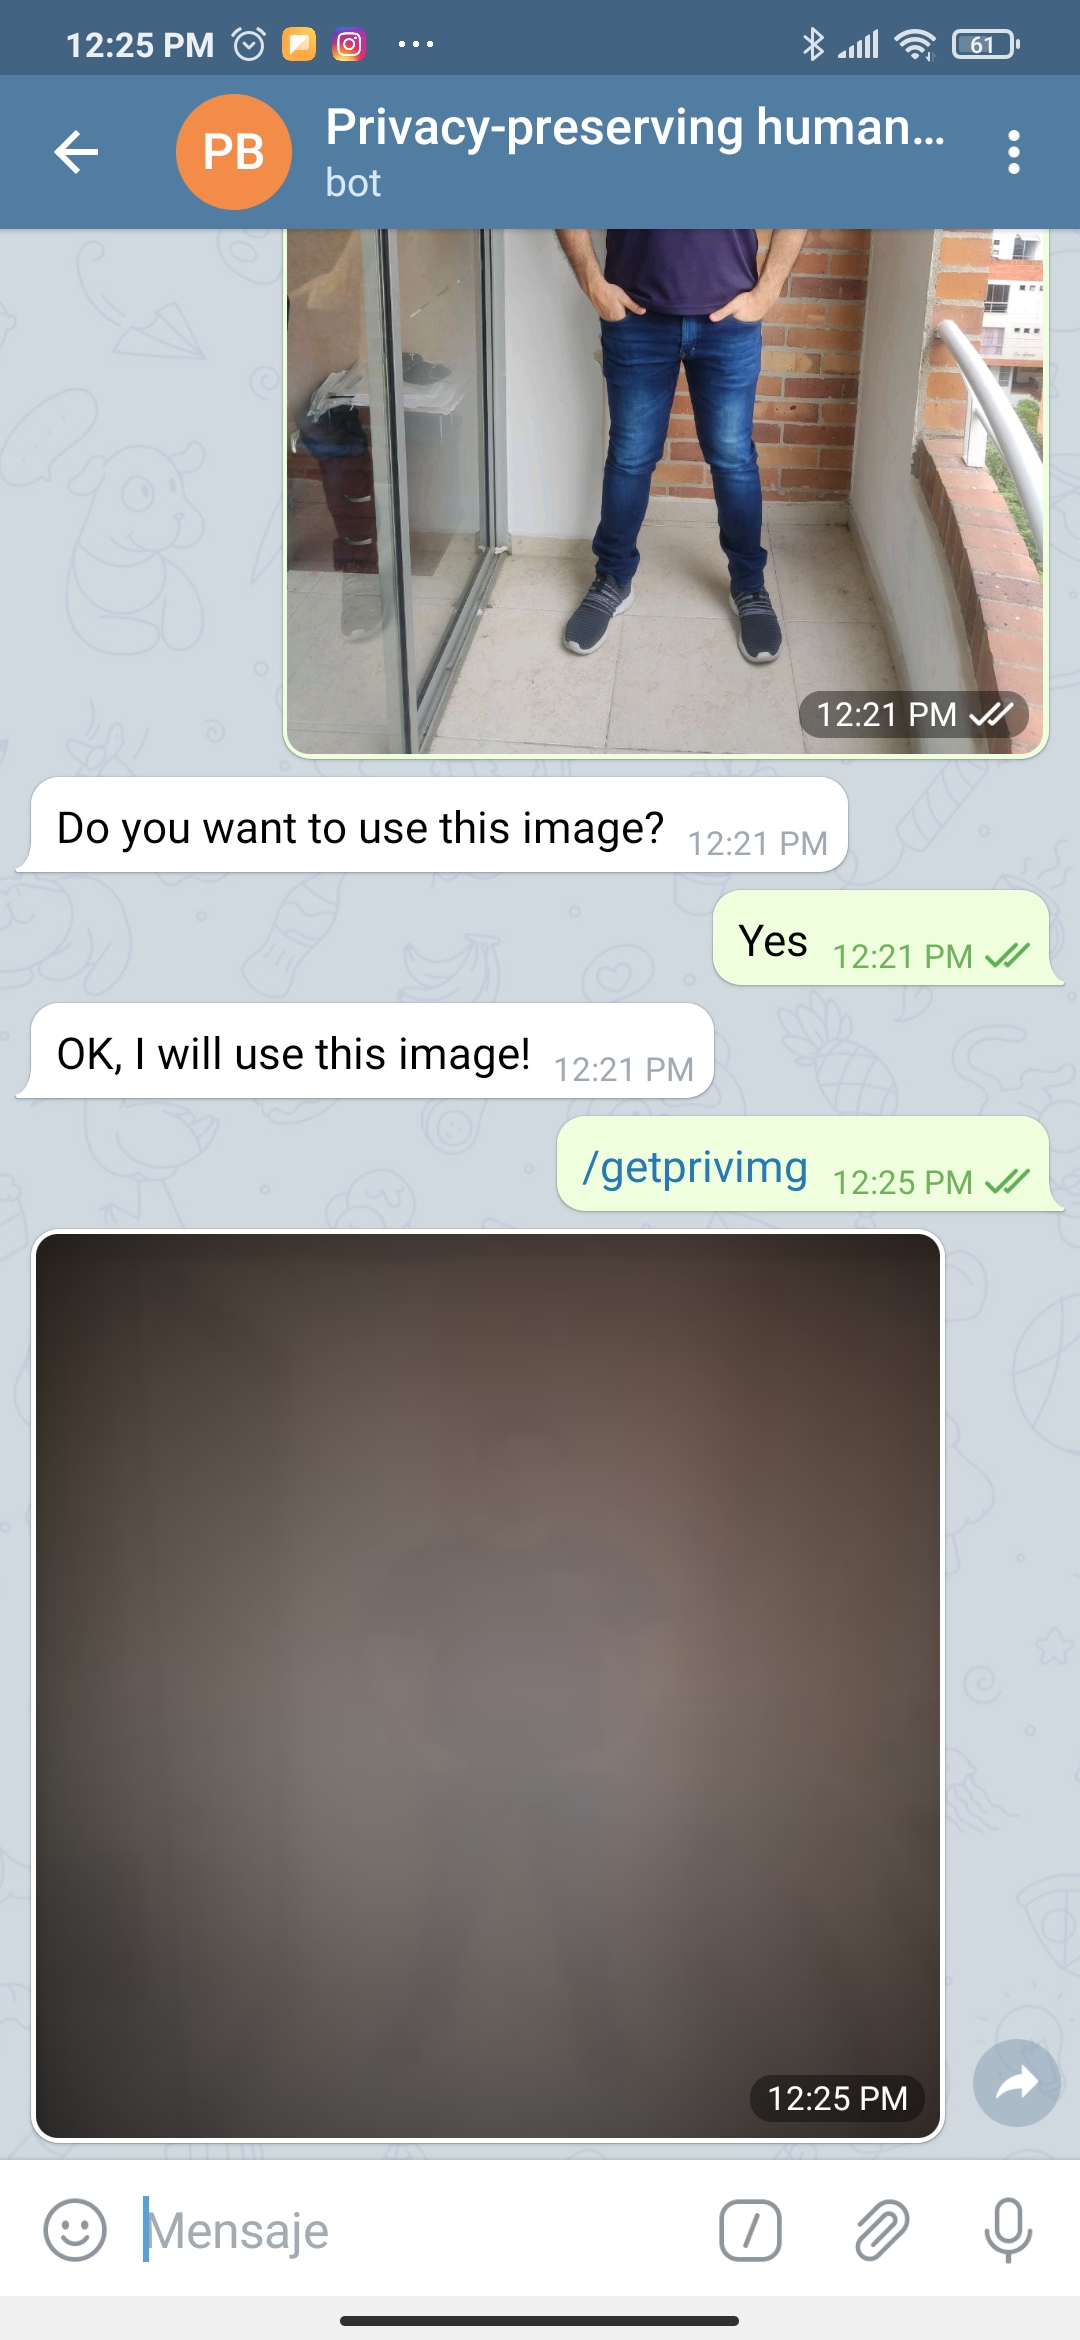 12:25 PM
61
PB
Privacy-preserving human...
bot
12:21 PM
Do you want to use this image? 12:21 PM
Yes 12:21 PM
OK, I will use this image! 12:21 PM
/getprivimg 12:25 PM
12:25 PM
Mensaje